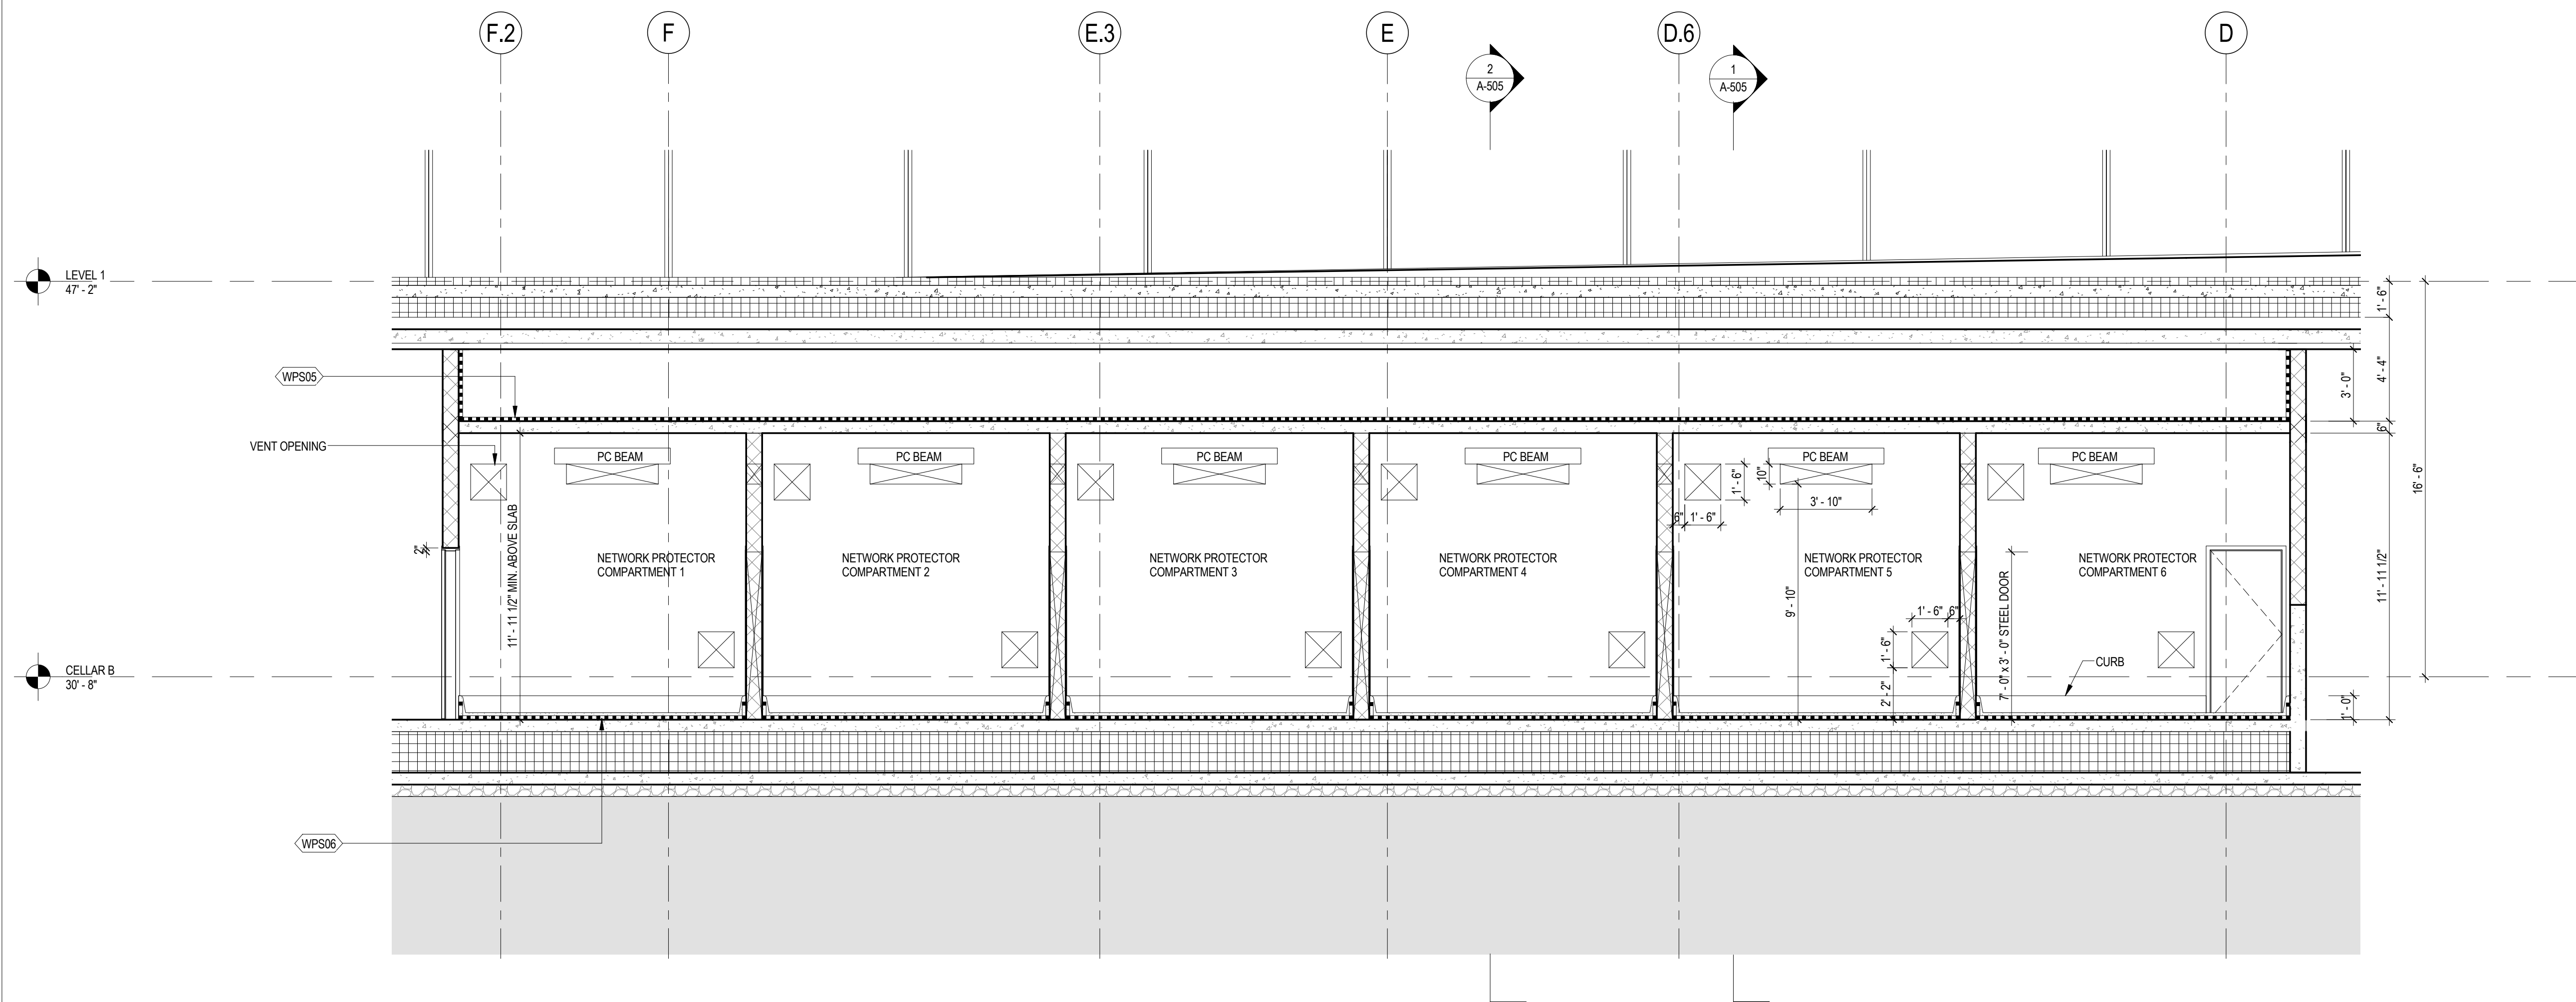 F.2
F
E.3
E
D.6
D
2
A-505
1
A-505
LEVEL 1
47' - 2"
1' - 6"
WPS05
3' - 0"
4' - 4"
VENT OPENING
6"
PC BEAM
PC BEAM
PC BEAM
PC BEAM
PC BEAM
PC BEAM
1' - 6"
10"
3' - 10"
6"
1' - 6"
16' - 6"
11' - 11 1/2" MIN. ABOVE SLAB
2"
NETWORK PROTECTOR
COMPARTMENT 1
NETWORK PROTECTOR
COMPARTMENT 2
NETWORK PROTECTOR
COMPARTMENT 3
NETWORK PROTECTOR
COMPARTMENT 4
NETWORK PROTECTOR
COMPARTMENT 5
NETWORK PROTECTOR
COMPARTMENT 6
11' - 11 1/2"
9' - 10"
7' - 0" x 3' - 0" STEEL DOOR
1' - 6"
6"
1' - 6"
2' - 2"
CURB
CELLAR B
30' - 8"
1' - 0"
WPS06